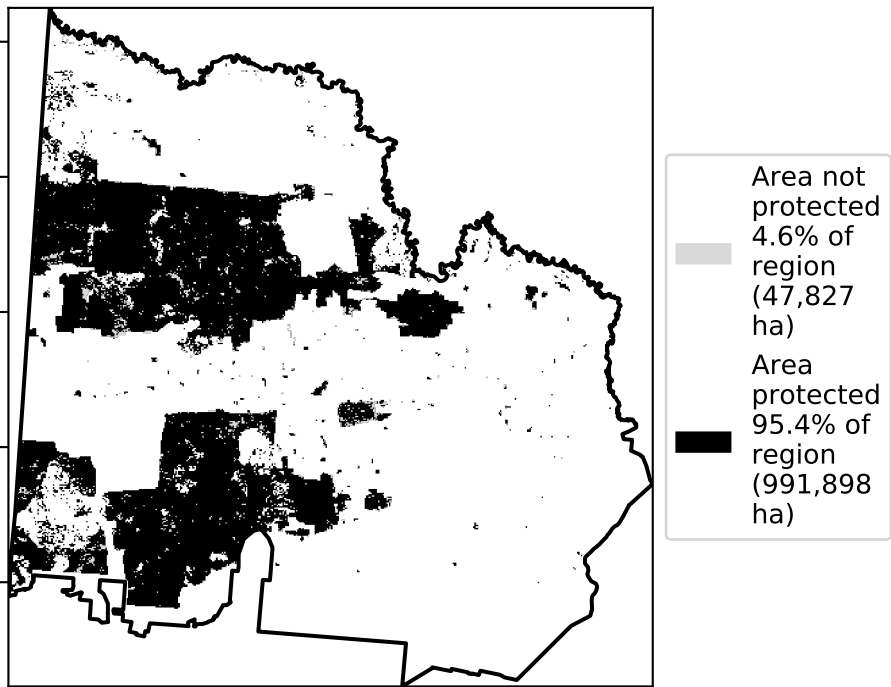 Area not
protected
4.6% of
region
(47,827
ha)
Area
protected
95.4% of
region
(991,898
ha)